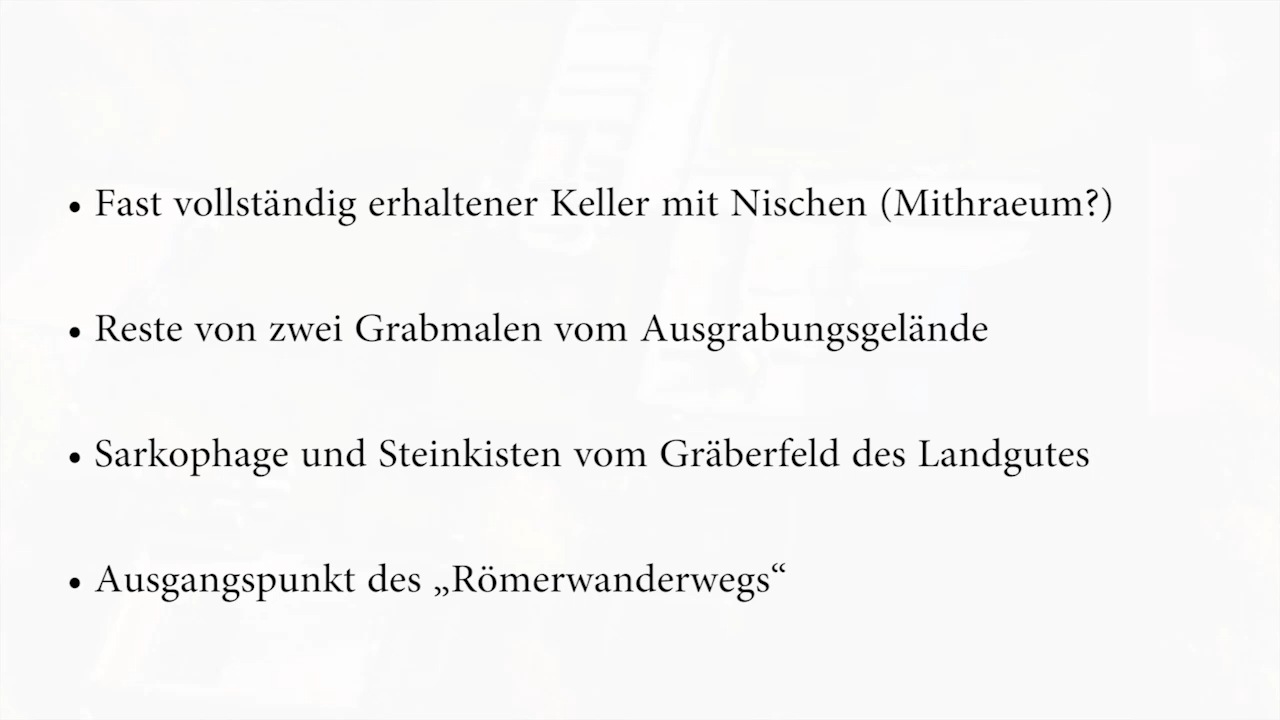 • Fast vollständig erhaltener Keller mit Nischen (Mithraeum?)
• Reste von zwei Grabmalen vom Ausgrabungsgelände
• Sarkophage und Steinkisten vom Gräberfeld des Landgutes
• Ausgangspunkt des „Römerwanderwegs“